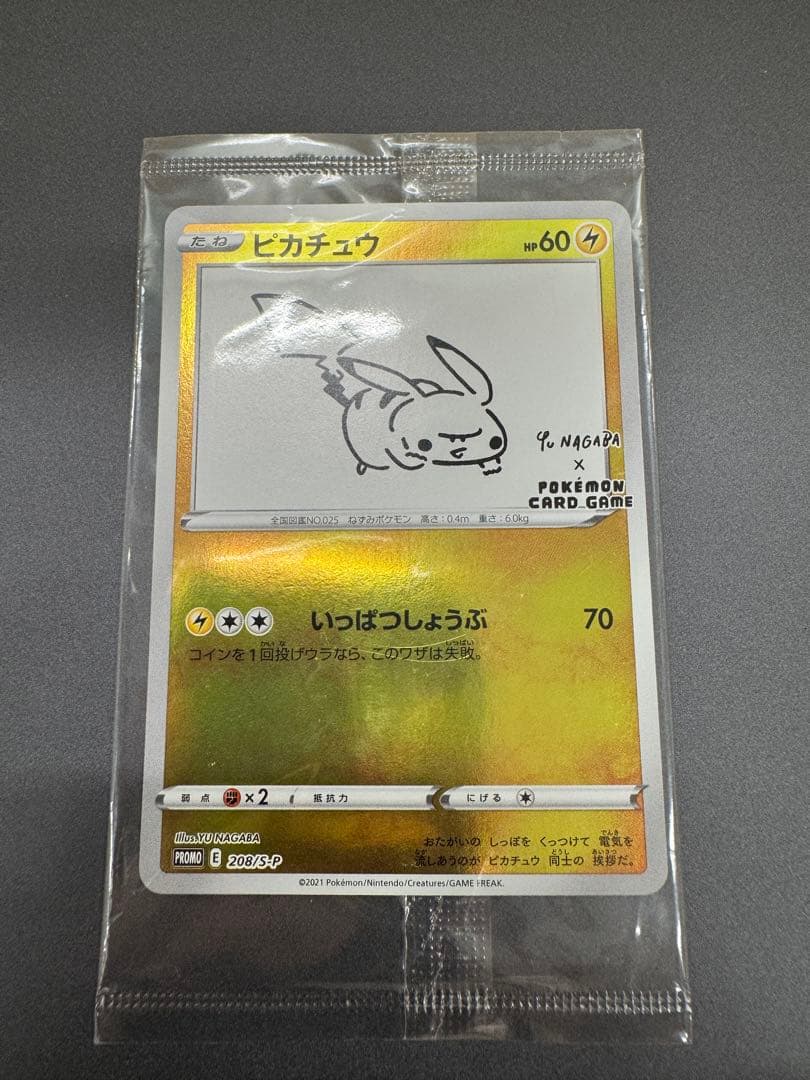 たね ピカチュウ HP60
Yu NAGABA
×
POKÉMON
CARD GAME
全国図鑑NO.025 ねずみポケモン 高さ:0.4m 重さ:6.0kg
いっぱつしょうぶ 70
コインを1回投げウラなら、このワザは失敗。
弱点 ×2 抵抗力 にげる
Illus. YU NAGABA
PROMO E 208/S-P
おたがいの しっぽを くっつけて 電気を
流しあうのが ピカチュウ 同士の 挨拶だ。
©2021 Pokémon/Nintendo/Creatures/GAME FREAK.